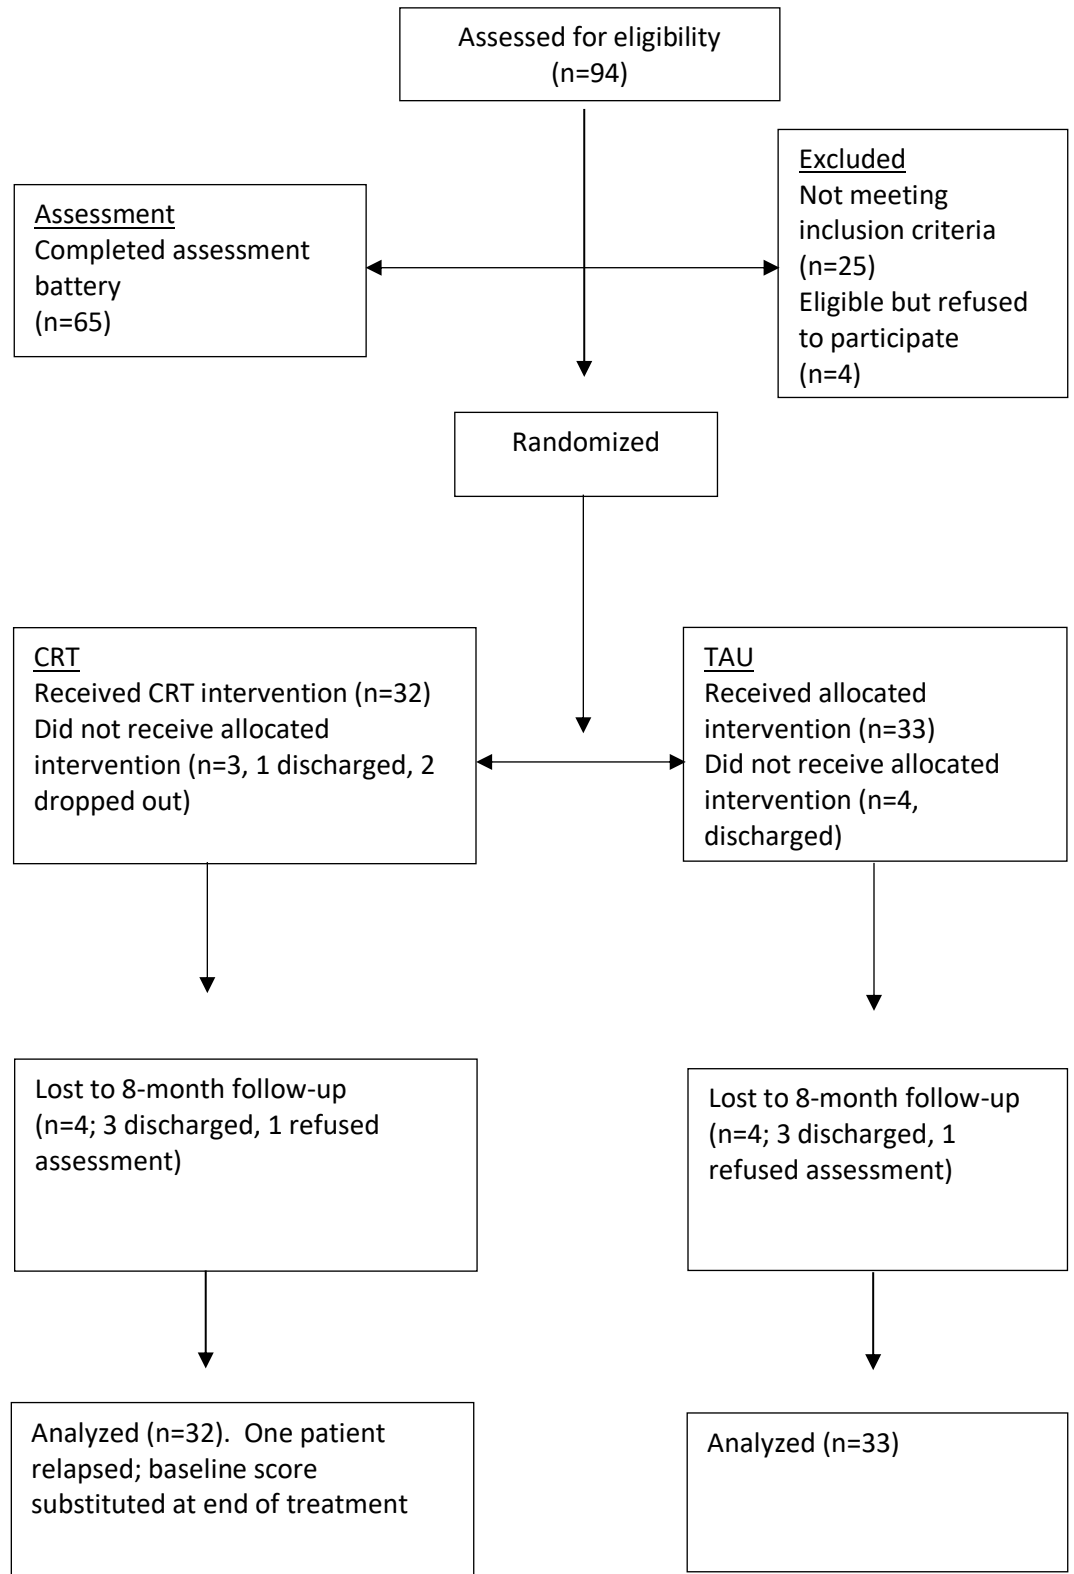 Assessed for eligibility
(n=94)
Excluded
Not meeting
inclusion criteria
(n=25)
Eligible but refused
to participate
(n=4)
Assessment
Completed assessment
battery
(n=65)
Randomized
CRT
Received CRT intervention (n=32)
Did not receive allocated
intervention (n=3, 1 discharged, 2
dropped out)
TAU
Received allocated
intervention (n=33)
Did not receive allocated
intervention (n=4,
discharged)
Lost to 8-month follow-up
(n=4; 3 discharged, 1 refused
assessment)
Lost to 8-month follow-up
(n=4; 3 discharged, 1
refused assessment)
Analyzed (n=32).  One patient
relapsed; baseline score
substituted at end of treatment
Analyzed (n=33)